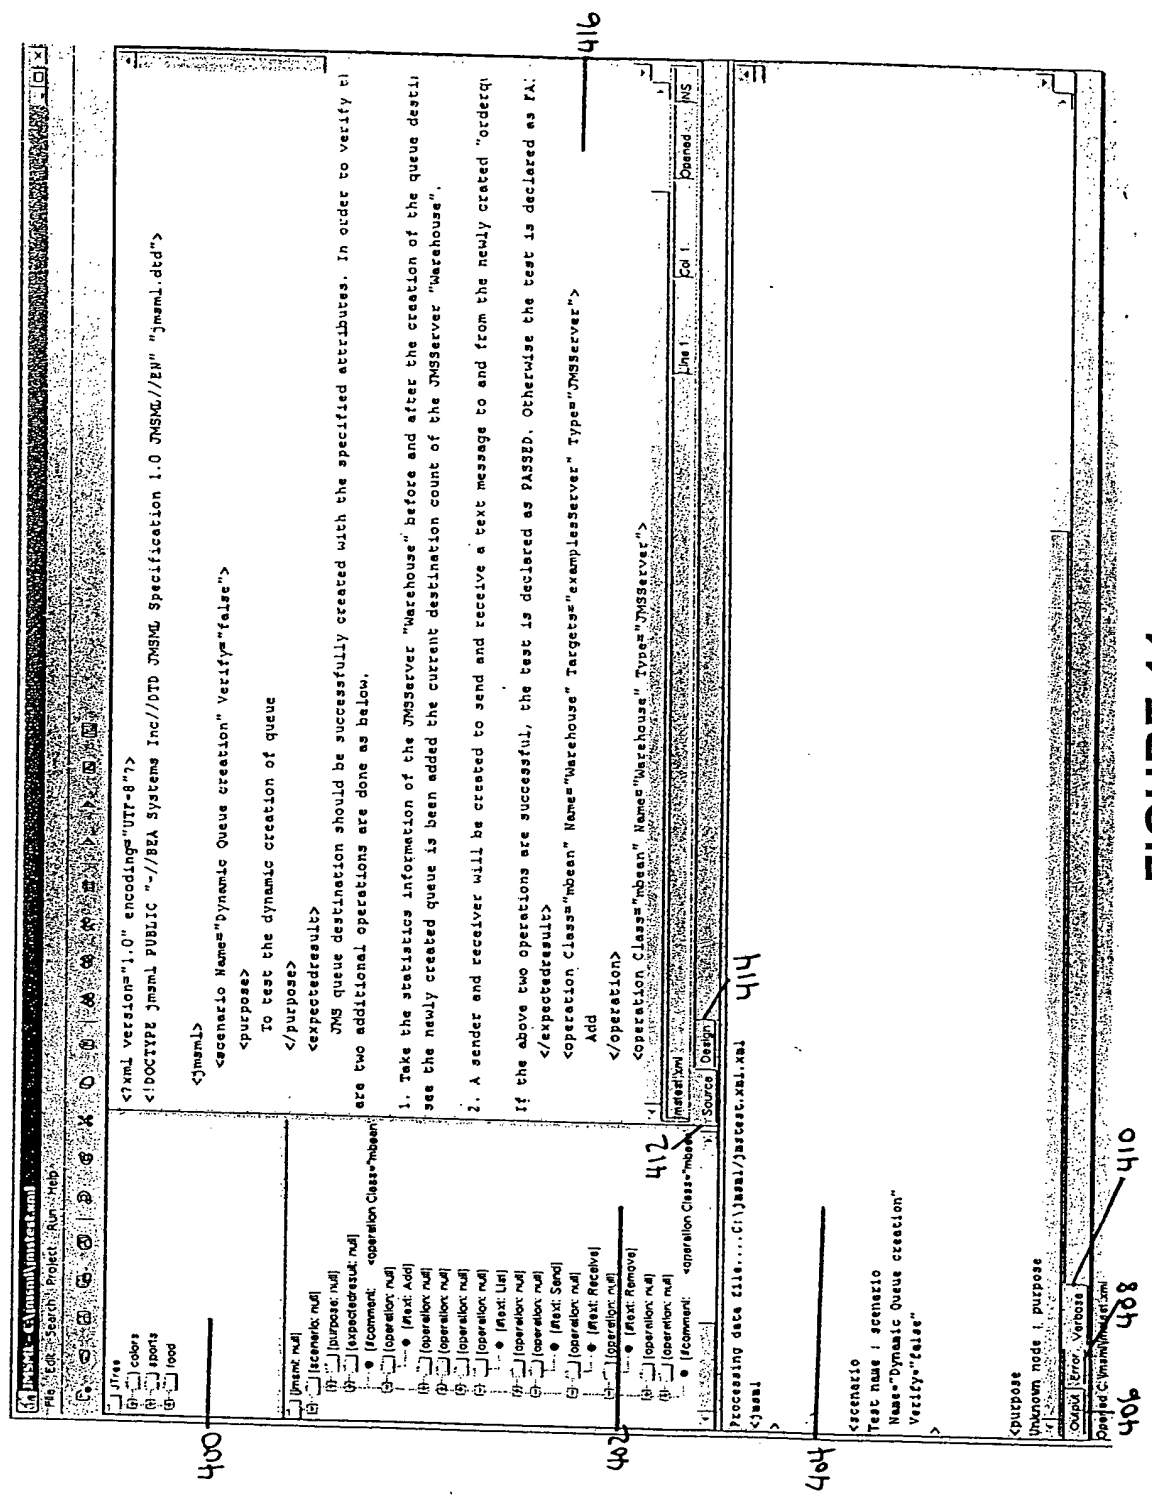 JMSML - C:\jmsml\jmstest.xml
File Edit Search Project Run Help
JTree
colors
sports
food
[jmsml: null]
[scenario: null]
[purpose: null]
[expectedresult: null]
[#comment: <operation Class="mbean"
[operation: null]
[#text: Add]
[operation: null]
[operation: null]
[operation: null]
[operation: null]
[#text: List]
[operation: null]
[#text: Send]
[operation: null]
[#text: Receive]
[operation: null]
[#text: Remove]
[operation: null]
[operation: null]
[#comment: <operation Class="mbean"
<?xml version="1.0" encoding="UTF-8"?>
<!DOCTYPE jmsml PUBLIC "-//BEA Systems Inc//DTD JMSML Specification 1.0 JMSML//EN" "jmsml.dtd">
<jmsml>
<scenario Name="Dynamic Queue creation" Verify="false">
<purpose>
To test the dynamic creation of queue
</purpose>
<expectedresult>
JMS queue destination should be successfully created with the specified attributes. In order to verify t
are two additional operations are done as below.
1. Take the statistics information of the JMSServer "Warehouse" before and after the creation of the queue desti
see the newly created queue is been added the current destination count of the JMSServer "Warehouse".
2. A sender and receiver will be created to send and receive a text message to and from the newly crated "orderq
If the above two operations are successful, the test is declared as PASSED. Otherwise the test is declared as FA
</expectedresult>
<operation Class="mbean" Name="Warehouse" Targets="examplesServer" Type="JMSServer">
Add
</operation>
<operation Class="mbean" Name="Warehouse" Type="JMSServer">
jmstest.xml
Line 1 Col 1 Opened INS
Source Design
Processing data file....C:\jmsml/jmstest.xml.xml
<jmsml
>
<scenario
Test name : scenario
Name="Dynamic Queue creation"
Verify="false"
>
<purpose
Unknown node : purpose
Output Error Verbose
Opened C:\jmsml\jmstest.xml
400
402
404
406
408
410
412
414
416